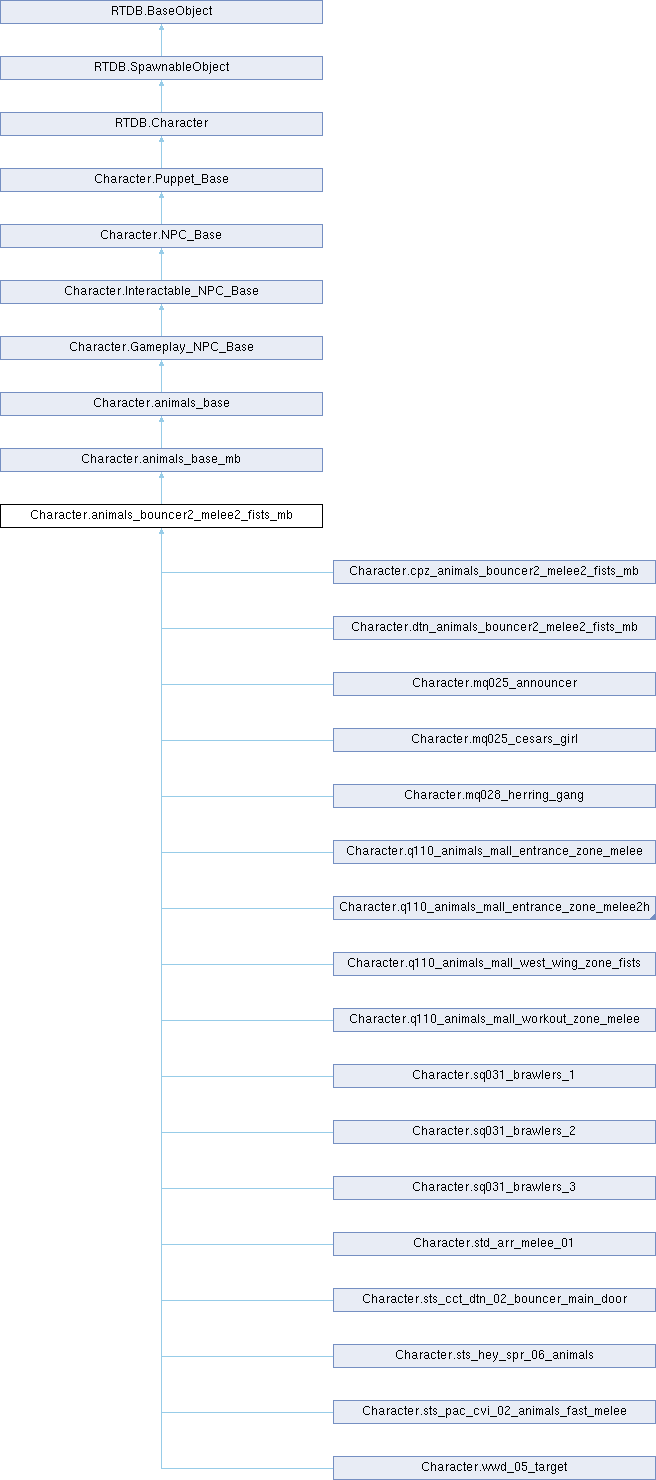 RTDB.BaseObject
RTDB.SpawnableObject
RTDB.Character
Character.Puppet_Base
Character.NPC_Base
Character.Interactable_NPC_Base
Character.Gameplay_NPC_Base
Character.animals_base
Character.animals_base_mb
Character.animals_bouncer2_melee2_fists_mb
Character.cpz_animals_bouncer2_melee2_fists_mb
Character.dtn_animals_bouncer2_melee2_fists_mb
Character.mq025_announcer
Character.mq025_cesars_girl
Character.mq028_herring_gang
Character.q110_animals_mall_entrance_zone_melee
Character.q110_animals_mall_entrance_zone_melee2h
Character.q110_animals_mall_west_wing_zone_fists
Character.q110_animals_mall_workout_zone_melee
Character.sq031_brawlers_1
Character.sq031_brawlers_2
Character.sq031_brawlers_3
Character.std_arr_melee_01
Character.sts_cct_dtn_02_bouncer_main_door
Character.sts_hey_spr_06_animals
Character.sts_pac_cvi_02_animals_fast_melee
Character.wwd_05_target